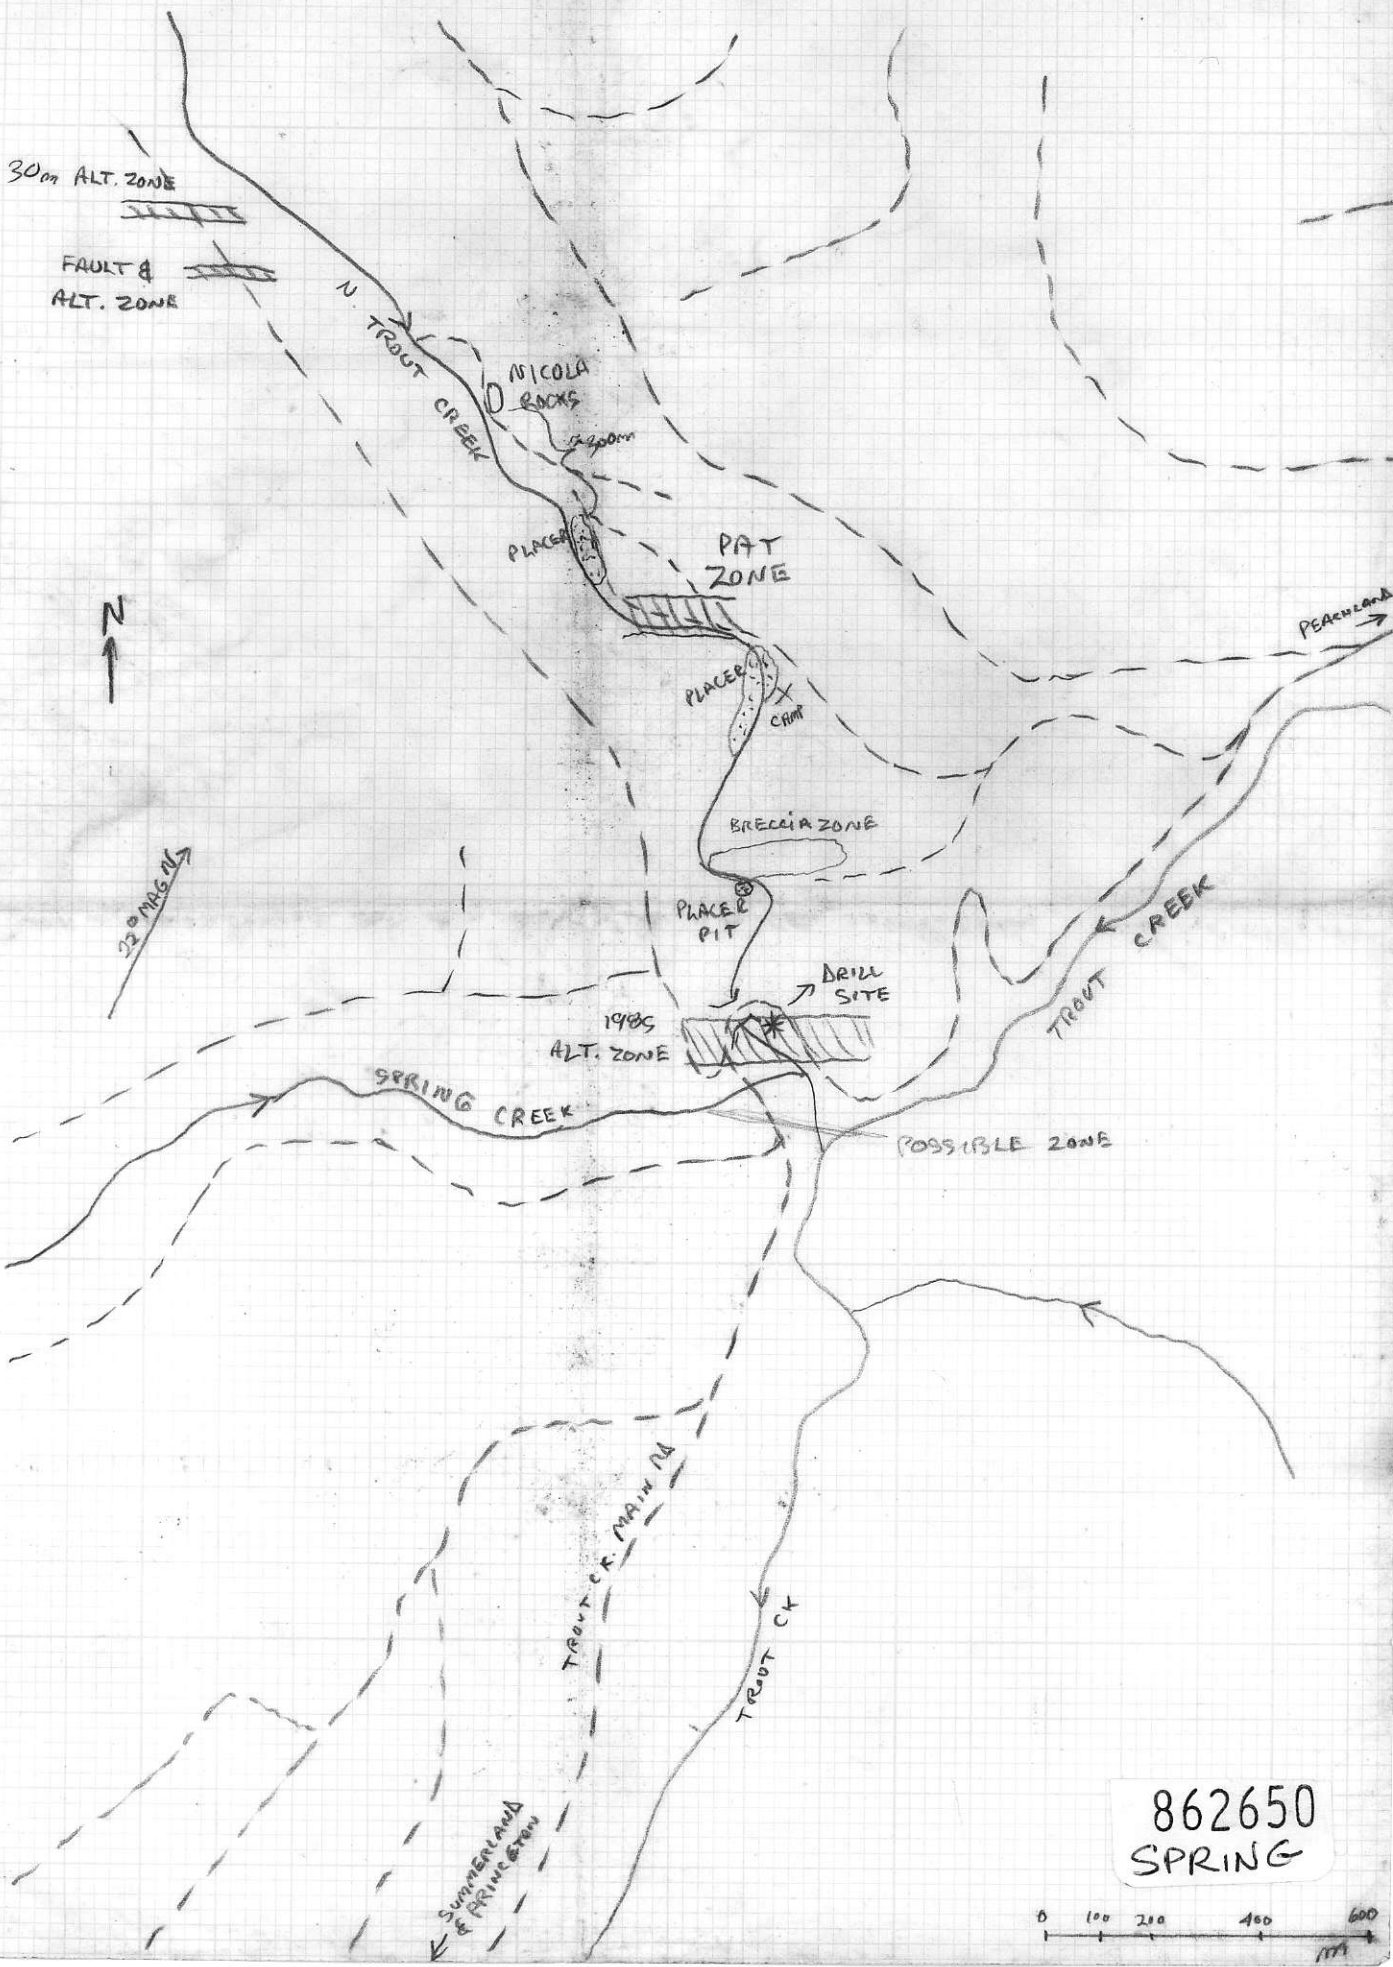 30m ALT. ZONE
FAULT &
ALT. ZONE
N. TROUT CREEK
NICOLA
ROCKS
≈300m
PLACER
PAT
ZONE
N
PEACHLAND
PLACER
CAMP
BRECCIA ZONE
22° MAG N
PLACER
PIT
TROUT CREEK
DRILL
SITE
1985
ALT. ZONE
SPRING CREEK
POSSIBLE ZONE
TROUT CK. MAIN RD
TROUT CK
SUMMERLAND
& PRINCETON
862650
SPRING
0 100 200 400 600
m